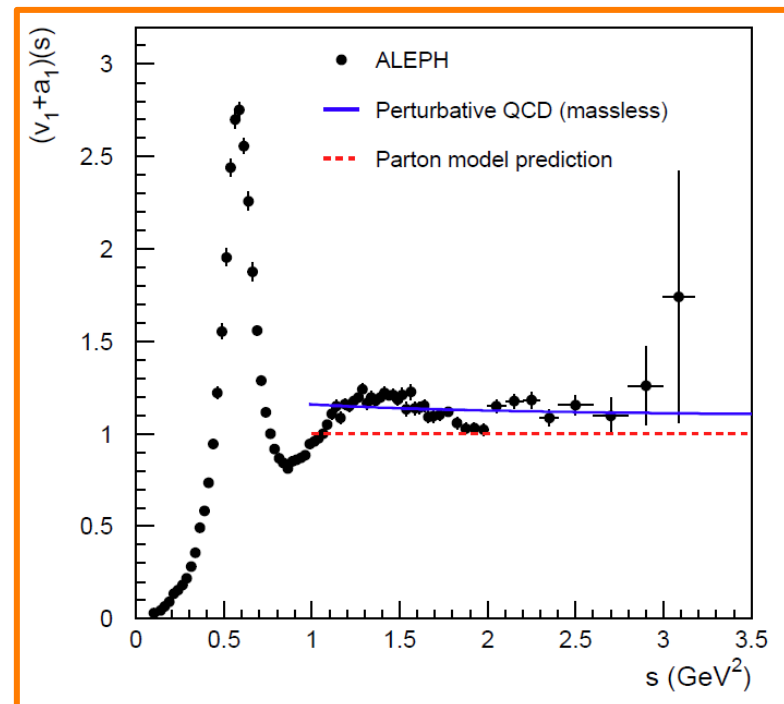 (v₁+a₁)(s)
3
2.5
2
1.5
1
0.5
0
ALEPH
Perturbative QCD (massless)
Parton model prediction
0 0.5 1 1.5 2 2.5 3 3.5
s (GeV²)